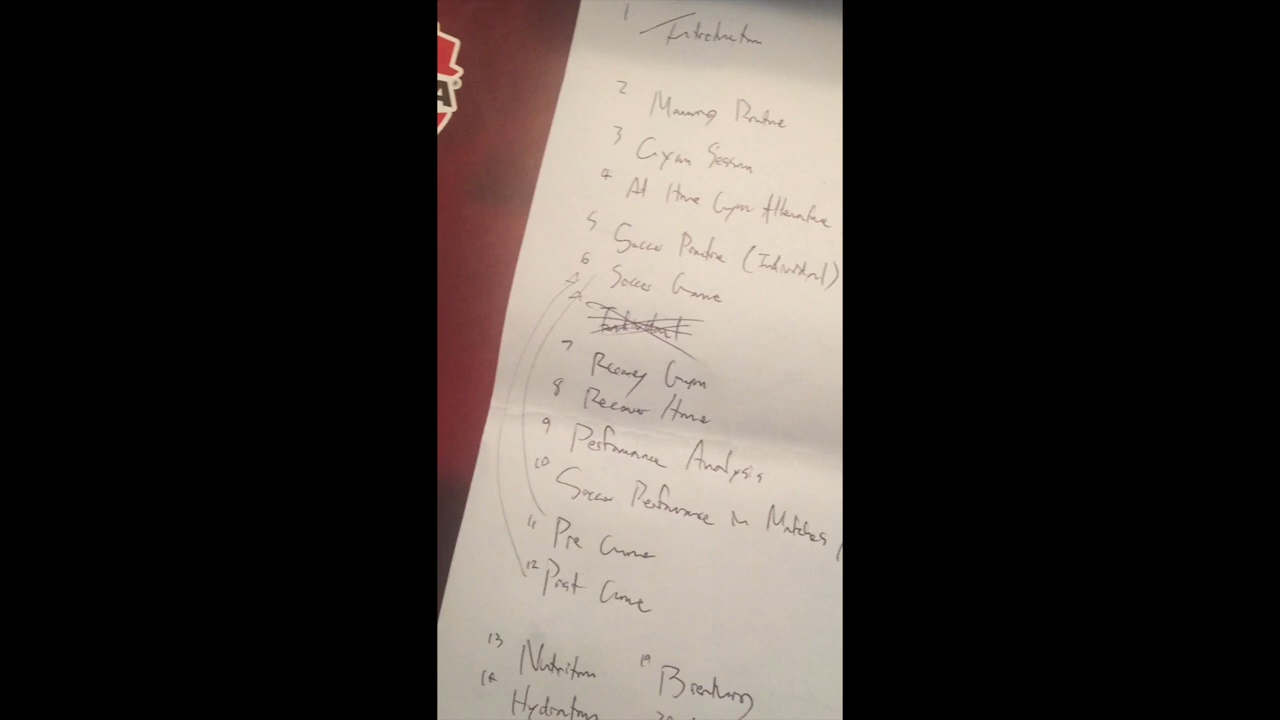 1 Introduction
2 Morning Routine
3 Gym Session
4 At Home Gym Alternative
5 Soccer Practice (Individual)
6 Soccer Game
7 Recovery Gym
8 Recover Home
9 Performance Analysis
10 Soccer Performance in Matches
11 Pre Game
12 Post Game
13 Nutrition
14 Hydration
19 Breathing